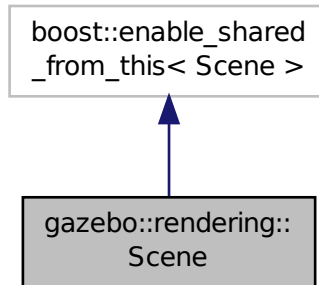 boost::enable_shared
_from_this< Scene >
gazebo::rendering::
Scene